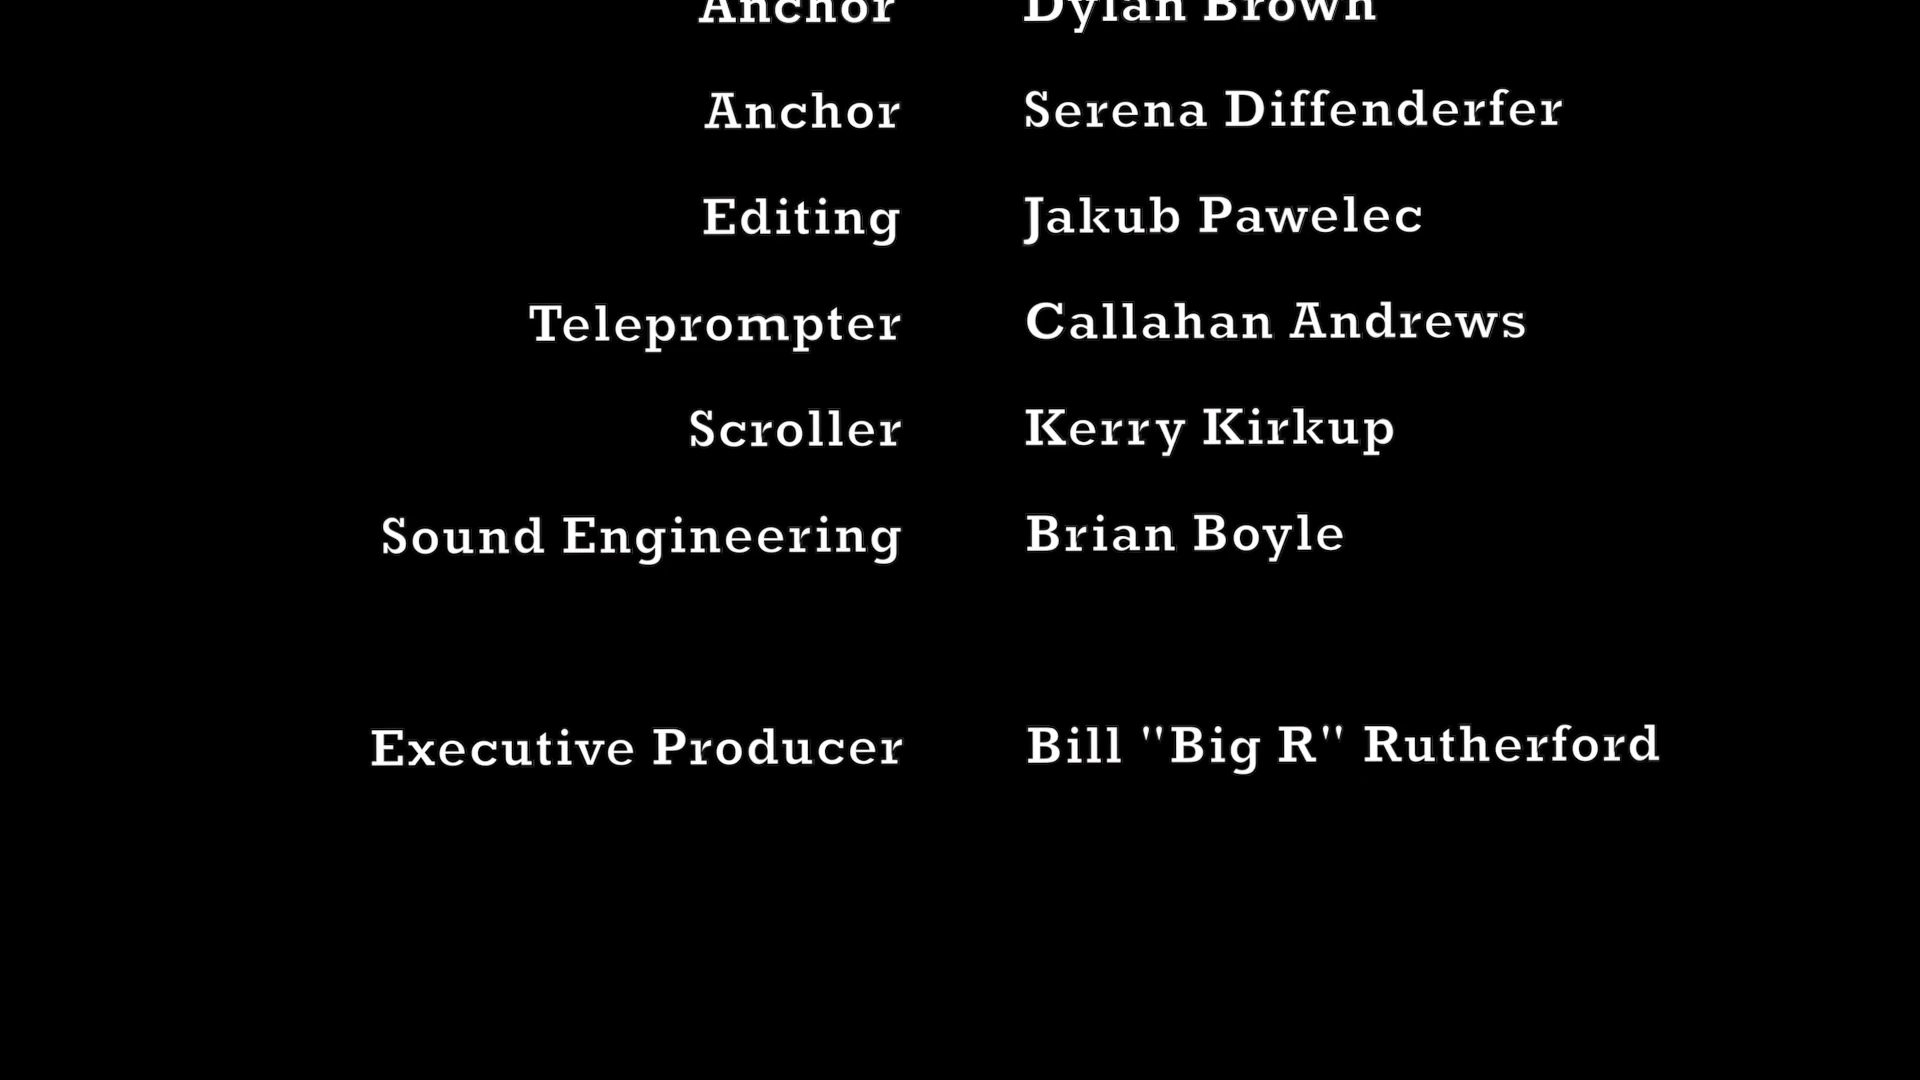 Anchor Dylan Brown
Anchor Serena Diffenderfer
Editing Jakub Pawelec
Teleprompter Callahan Andrews
Scroller Kerry Kirkup
Sound Engineering Brian Boyle
Executive Producer Bill "Big R" Rutherford